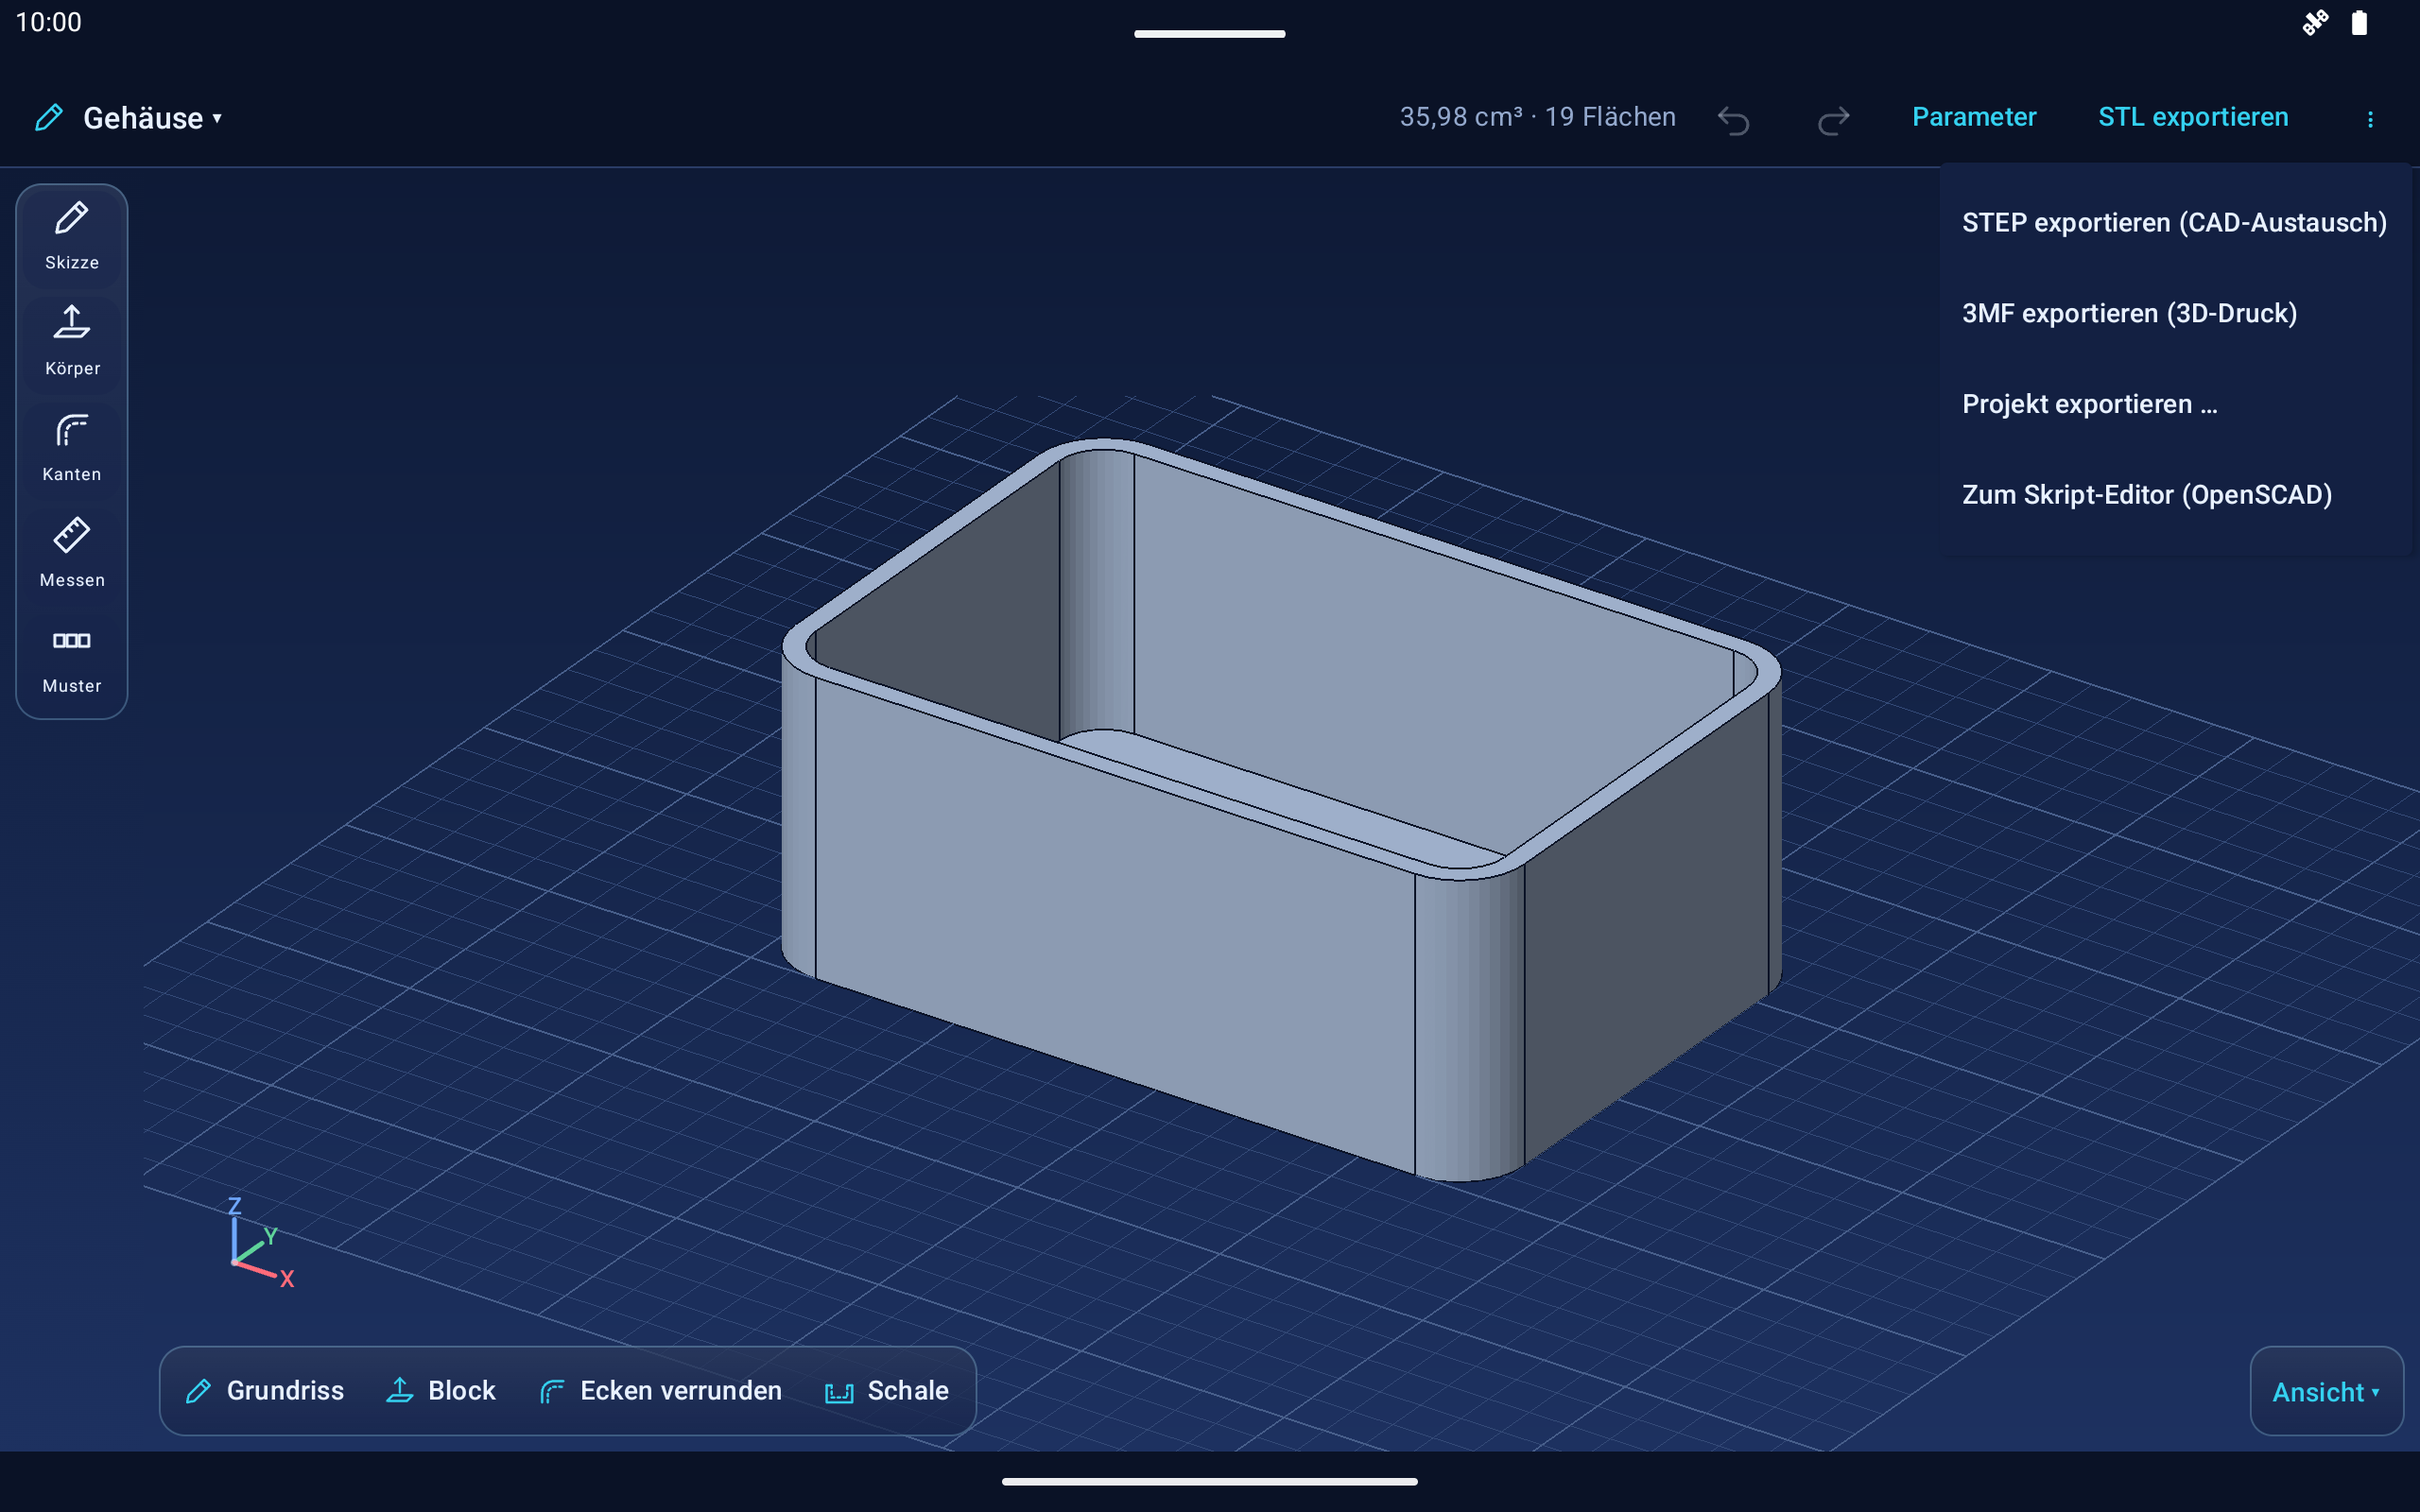 10:00
Gehäuse ▾
35,98 cm³ · 19 Flächen
Parameter
STL exportieren
STEP exportieren (CAD-Austausch)
3MF exportieren (3D-Druck)
Projekt exportieren ...
Zum Skript-Editor (OpenSCAD)
Skizze
Körper
Kanten
Messen
Muster
Z
Y
X
Grundriss
Block
Ecken verrunden
Schale
Ansicht ▾